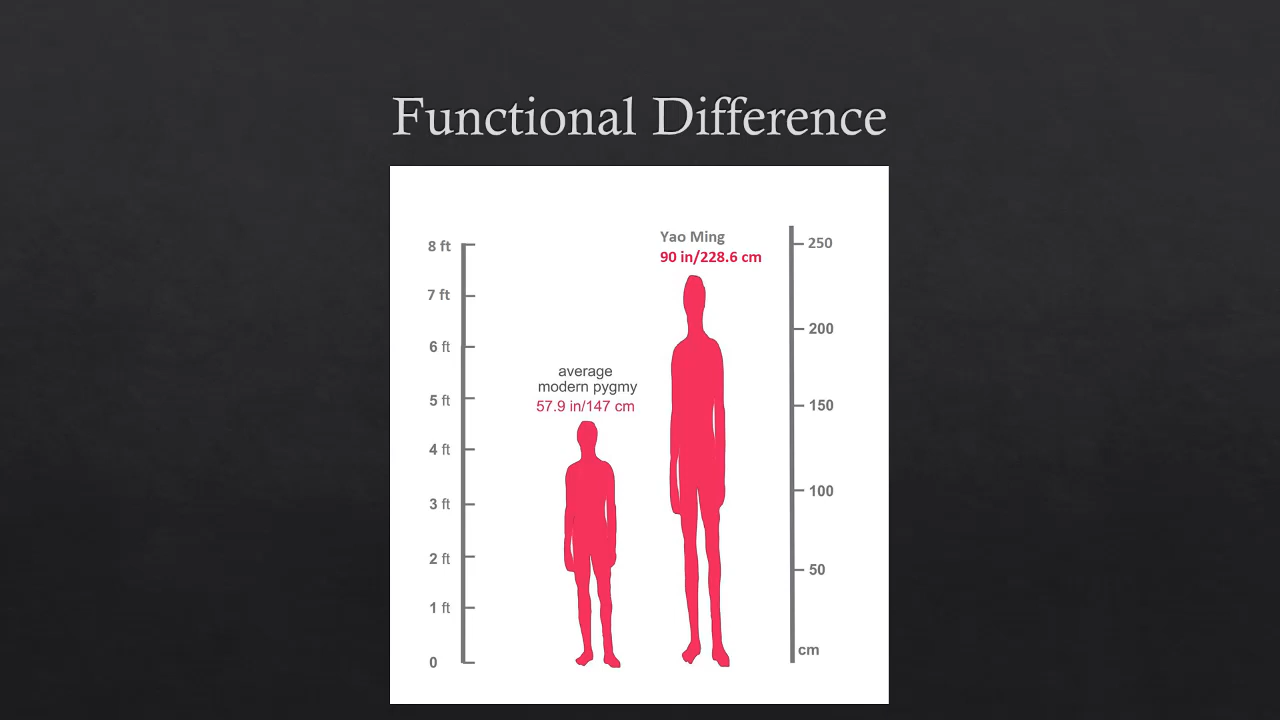 Functional Difference
Yao Ming
90 in/228.6 cm
8 ft
7 ft
6 ft
5 ft
4 ft
3 ft
2 ft
1 ft
0
average
modern pygmy
57.9 in/147 cm
250
200
150
100
50
cm